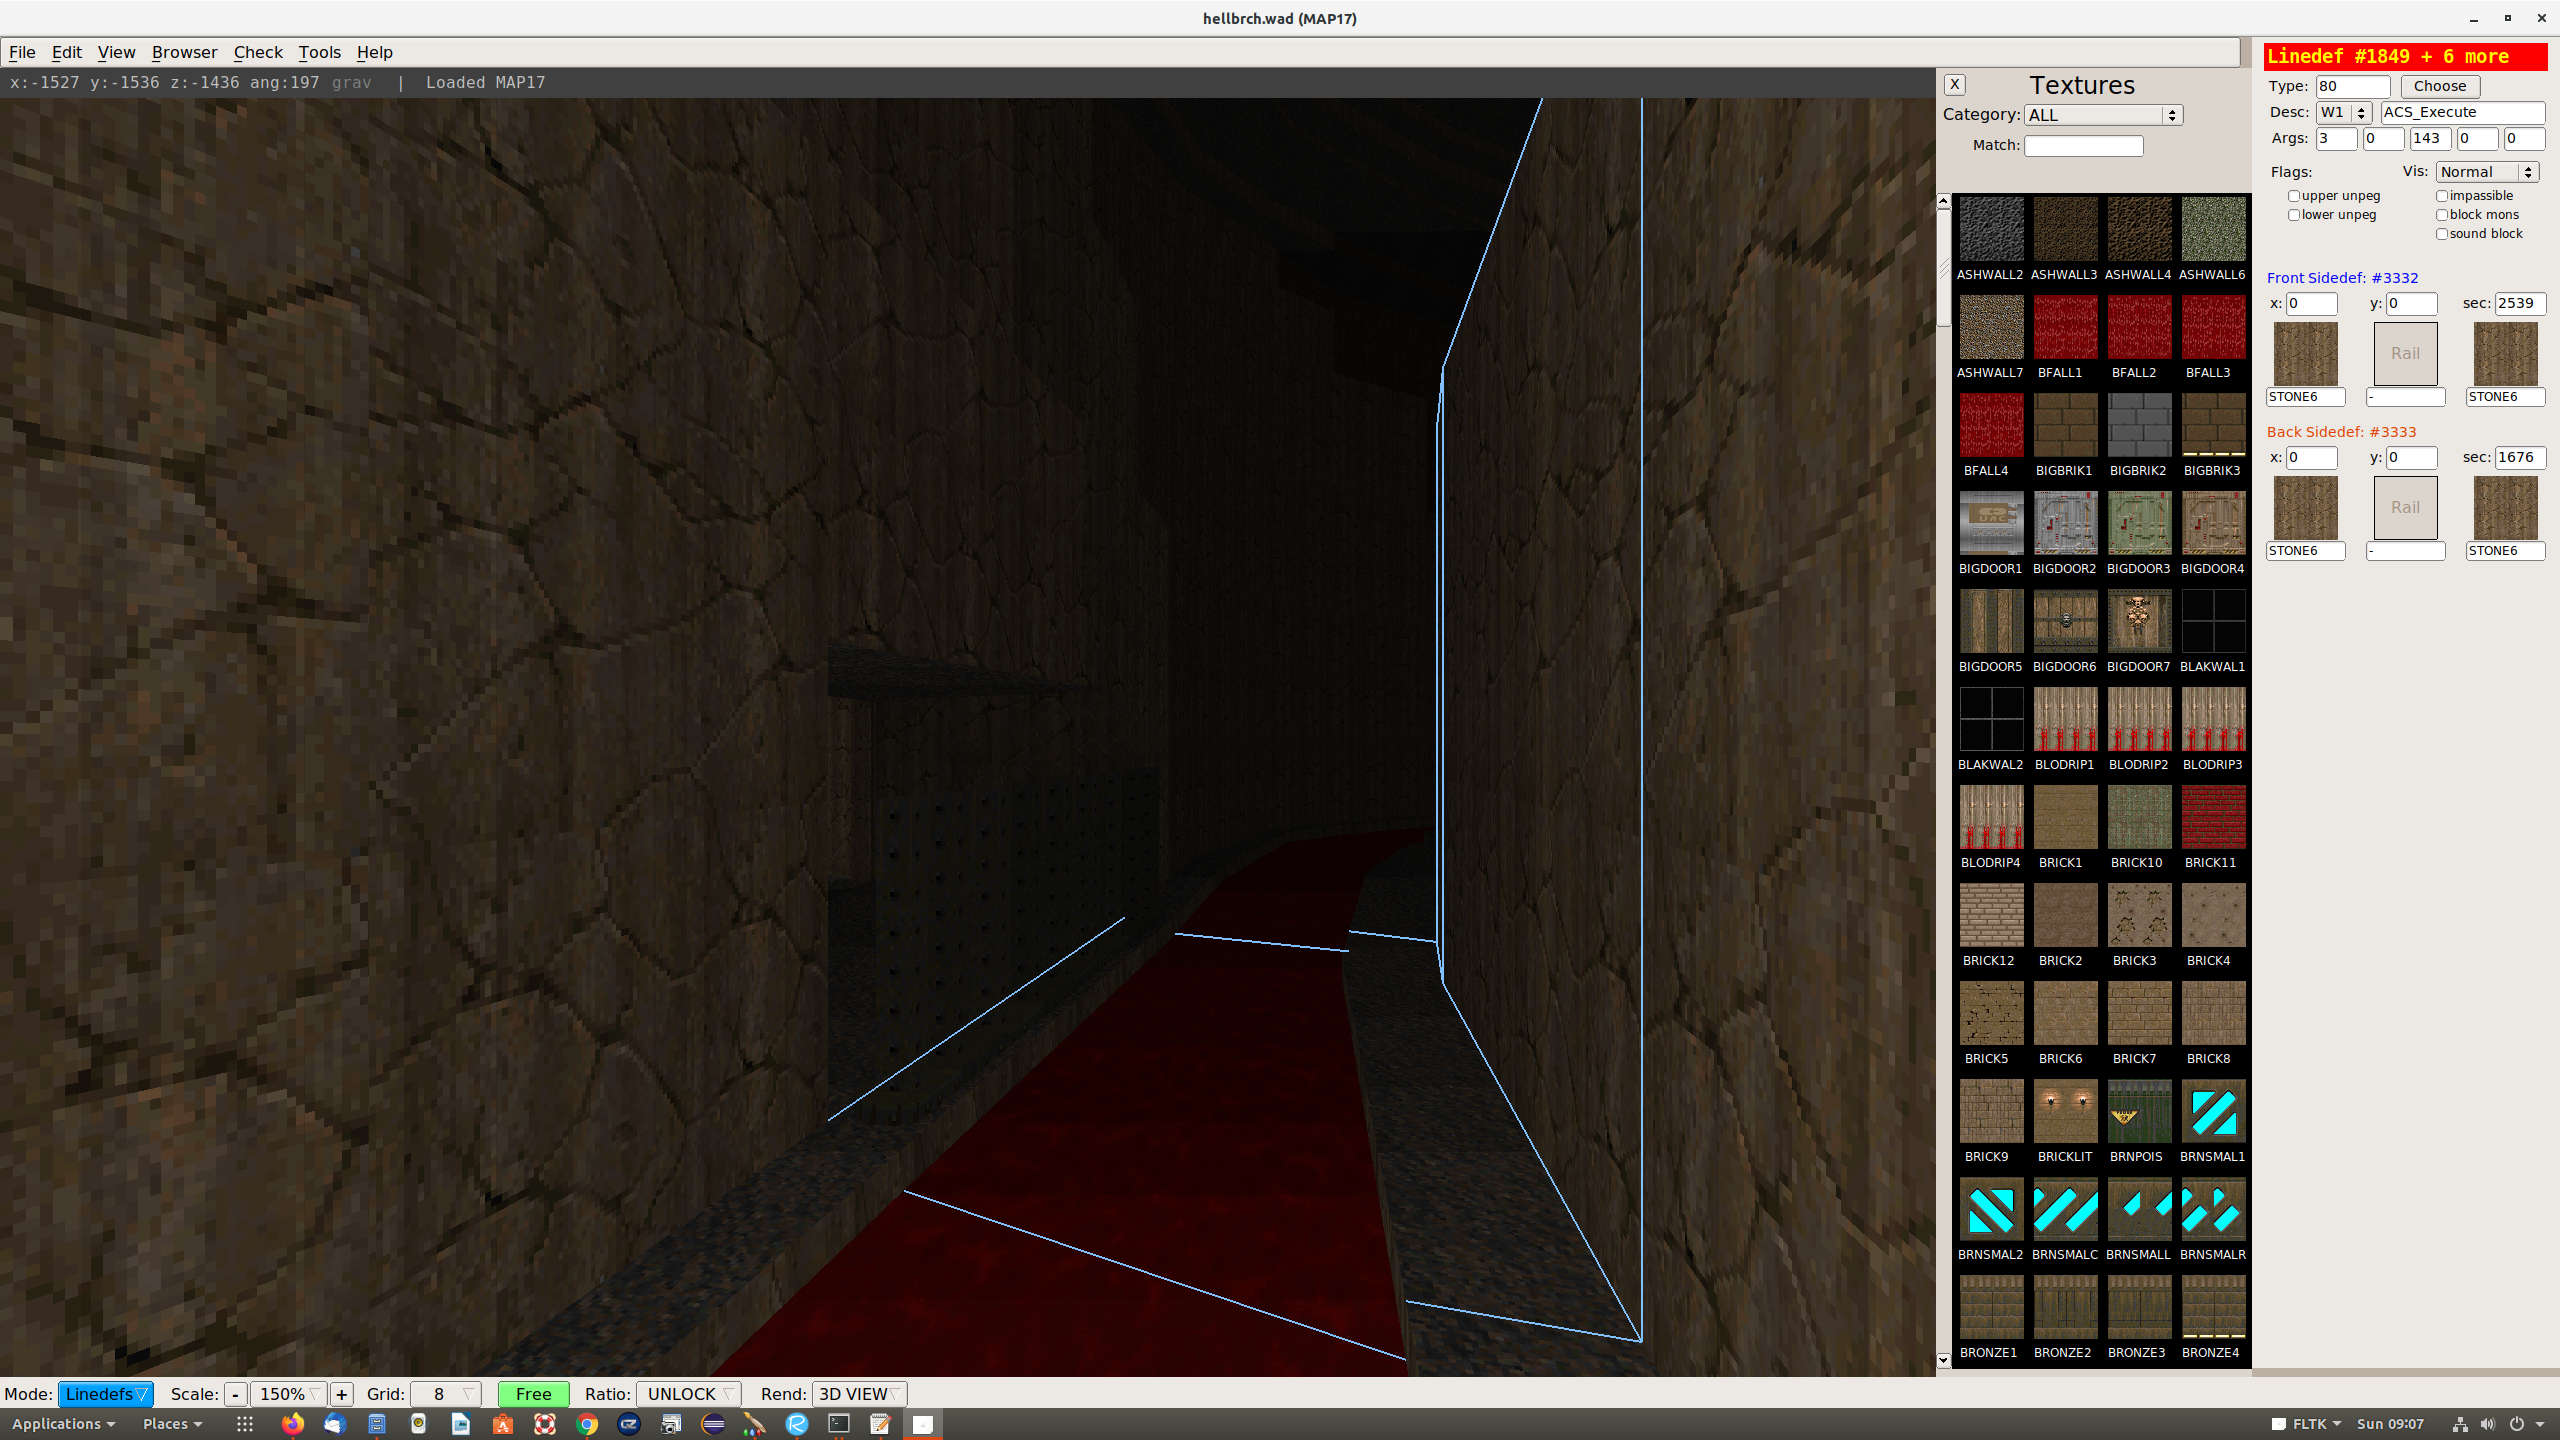 hellbrch.wad (MAP17)
File Edit View Browser Check Tools Help
x:-1527 y:-1536 z:-1436 ang:197 grav | Loaded MAP17
X Textures
Category: ALL
Match:
ASHWALL2 ASHWALL3 ASHWALL4 ASHWALL6
ASHWALL7 BFALL1 BFALL2 BFALL3
BFALL4 BIGBRIK1 BIGBRIK2 BIGBRIK3
BIGDOOR1 BIGDOOR2 BIGDOOR3 BIGDOOR4
BIGDOOR5 BIGDOOR6 BIGDOOR7 BLAKWAL1
BLAKWAL2 BLODRIP1 BLODRIP2 BLODRIP3
BLODRIP4 BRICK1 BRICK10 BRICK11
BRICK12 BRICK2 BRICK3 BRICK4
BRICK5 BRICK6 BRICK7 BRICK8
BRICK9 BRICKLIT BRNPOIS BRNSMAL1
BRNSMAL2 BRNSMALC BRNSMALL BRNSMALR
BRONZE1 BRONZE2 BRONZE3 BRONZE4
Linedef #1849 + 6 more
Type: 80 Choose
Desc: W1 ACS_Execute
Args: 3 0 143 0 0
Flags: Vis: Normal
upper unpeg impassible
lower unpeg block mons
sound block
Front Sidedef: #3332
x: 0 y: 0 sec: 2539
Rail
STONE6 - STONE6
Back Sidedef: #3333
x: 0 y: 0 sec: 1676
Rail
STONE6 - STONE6
Mode: Linedefs Scale: - 150% + Grid: 8 Free Ratio: UNLOCK Rend: 3D VIEW
Applications Places FLTK Sun 09:07